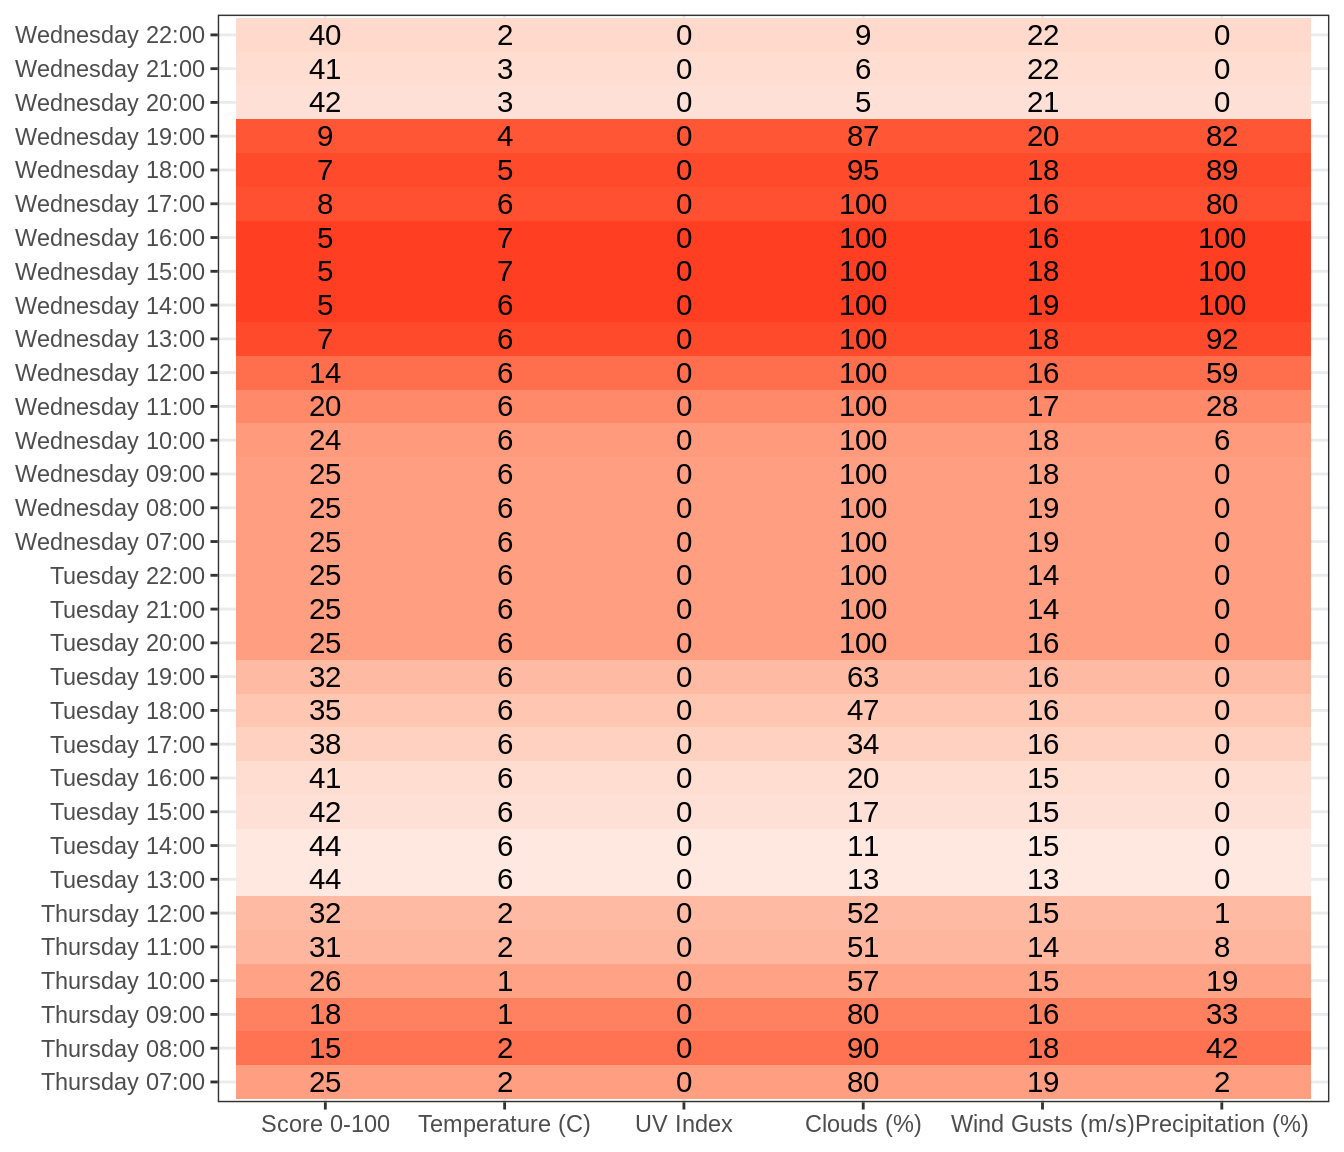 Wednesday 22:00 40 2 0 9 22 0
Wednesday 21:00 41 3 0 6 22 0
Wednesday 20:00 42 3 0 5 21 0
Wednesday 19:00 9 4 0 87 20 82
Wednesday 18:00 7 5 0 95 18 89
Wednesday 17:00 8 6 0 100 16 80
Wednesday 16:00 5 7 0 100 16 100
Wednesday 15:00 5 7 0 100 18 100
Wednesday 14:00 5 6 0 100 19 100
Wednesday 13:00 7 6 0 100 18 92
Wednesday 12:00 14 6 0 100 16 59
Wednesday 11:00 20 6 0 100 17 28
Wednesday 10:00 24 6 0 100 18 6
Wednesday 09:00 25 6 0 100 18 0
Wednesday 08:00 25 6 0 100 19 0
Wednesday 07:00 25 6 0 100 19 0
Tuesday 22:00 25 6 0 100 14 0
Tuesday 21:00 25 6 0 100 14 0
Tuesday 20:00 25 6 0 100 16 0
Tuesday 19:00 32 6 0 63 16 0
Tuesday 18:00 35 6 0 47 16 0
Tuesday 17:00 38 6 0 34 16 0
Tuesday 16:00 41 6 0 20 15 0
Tuesday 15:00 42 6 0 17 15 0
Tuesday 14:00 44 6 0 11 15 0
Tuesday 13:00 44 6 0 13 13 0
Thursday 12:00 32 2 0 52 15 1
Thursday 11:00 31 2 0 51 14 8
Thursday 10:00 26 1 0 57 15 19
Thursday 09:00 18 1 0 80 16 33
Thursday 08:00 15 2 0 90 18 42
Thursday 07:00 25 2 0 80 19 2
Score 0-100 Temperature (C) UV Index Clouds (%) Wind Gusts (m/s) Precipitation (%)